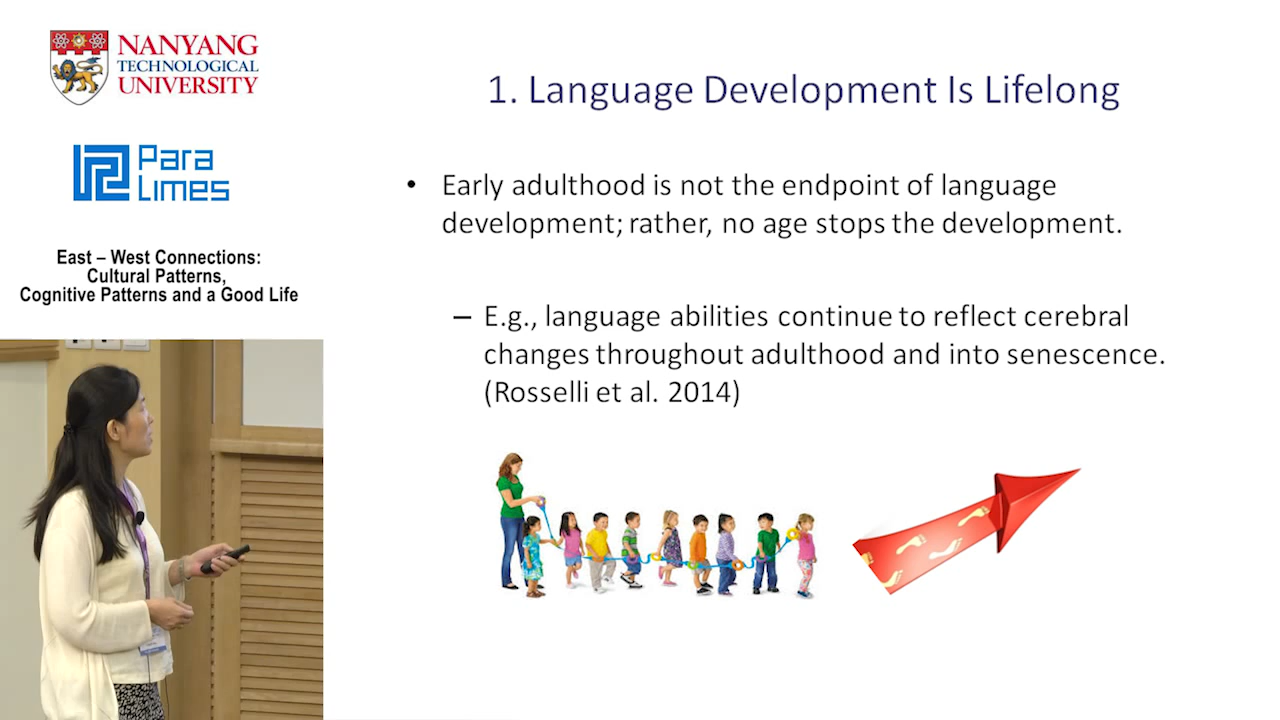 NANYANG
TECHNOLOGICAL
UNIVERSITY
Para
Limes
East – West Connections:
Cultural Patterns,
Cognitive Patterns and a Good Life
1. Language Development Is Lifelong
• Early adulthood is not the endpoint of language
development; rather, no age stops the development.
– E.g., language abilities continue to reflect cerebral
changes throughout adulthood and into senescence.
(Rosselli et al. 2014)